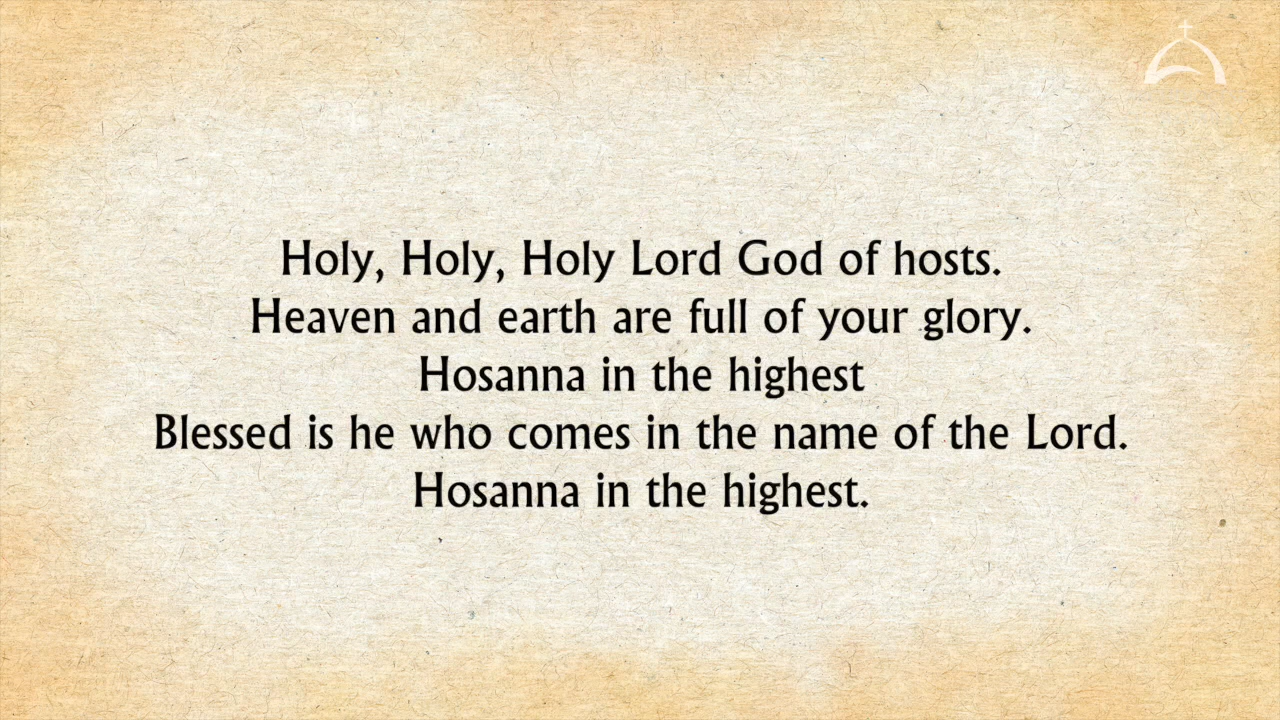 Holy, Holy, Holy Lord God of hosts.
Heaven and earth are full of your glory.
Hosanna in the highest
Blessed is he who comes in the name of the Lord.
Hosanna in the highest.